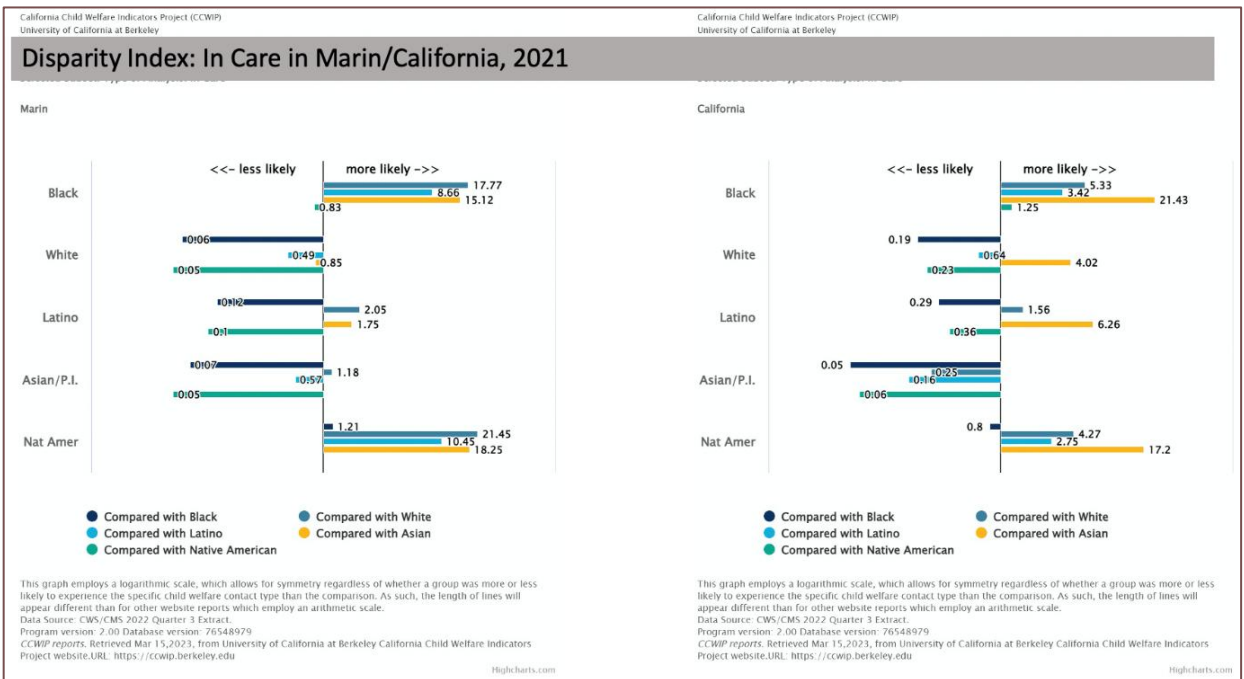 California Child Welfare Indicators Project (CCWIP)
University of California at Berkeley
California Child Welfare Indicators Project (CCWIP)
University of California at Berkeley
Disparity Index: In Care in Marin/California, 2021
Marin
<<- less likely
more likely ->>
Black
17.77
8.66
15.12
0.83
White
0.06
0.49
0.85
0.05
Latino
0.12
2.05
1.75
0.1
Asian/P.I.
0.07
1.18
0.57
0.05
Nat Amer
1.21
21.45
10.45
18.25
Compared with Black
Compared with White
Compared with Latino
Compared with Asian
Compared with Native American
This graph employs a logarithmic scale, which allows for symmetry regardless of whether a group was more or less
likely to experience the specific child welfare contact type than the comparison. As such, the length of lines will
appear different than for other website reports which employ an arithmetic scale.
Data Source: CWS/CMS 2022 Quarter 3 Extract.
Program version: 2.00 Database version: 76548979
CCWIP reports. Retrieved Mar 15,2023, from University of California at Berkeley California Child Welfare Indicators
Project website.URL: https://ccwip.berkeley.edu
Highcharts.com
California
<<- less likely
more likely ->>
Black
5.33
3.42
21.43
1.25
White
0.19
0.64
4.02
0.23
Latino
0.29
1.56
6.26
0.36
Asian/P.I.
0.05
0.25
0.16
0.06
Nat Amer
0.8
4.27
2.75
17.2
Compared with Black
Compared with White
Compared with Latino
Compared with Asian
Compared with Native American
This graph employs a logarithmic scale, which allows for symmetry regardless of whether a group was more or less
likely to experience the specific child welfare contact type than the comparison. As such, the length of lines will
appear different than for other website reports which employ an arithmetic scale.
Data Source: CWS/CMS 2022 Quarter 3 Extract.
Program version: 2.00 Database version: 76548979
CCWIP reports. Retrieved Mar 15,2023, from University of California at Berkeley California Child Welfare Indicators
Project website.URL: https://ccwip.berkeley.edu
Highcharts.com